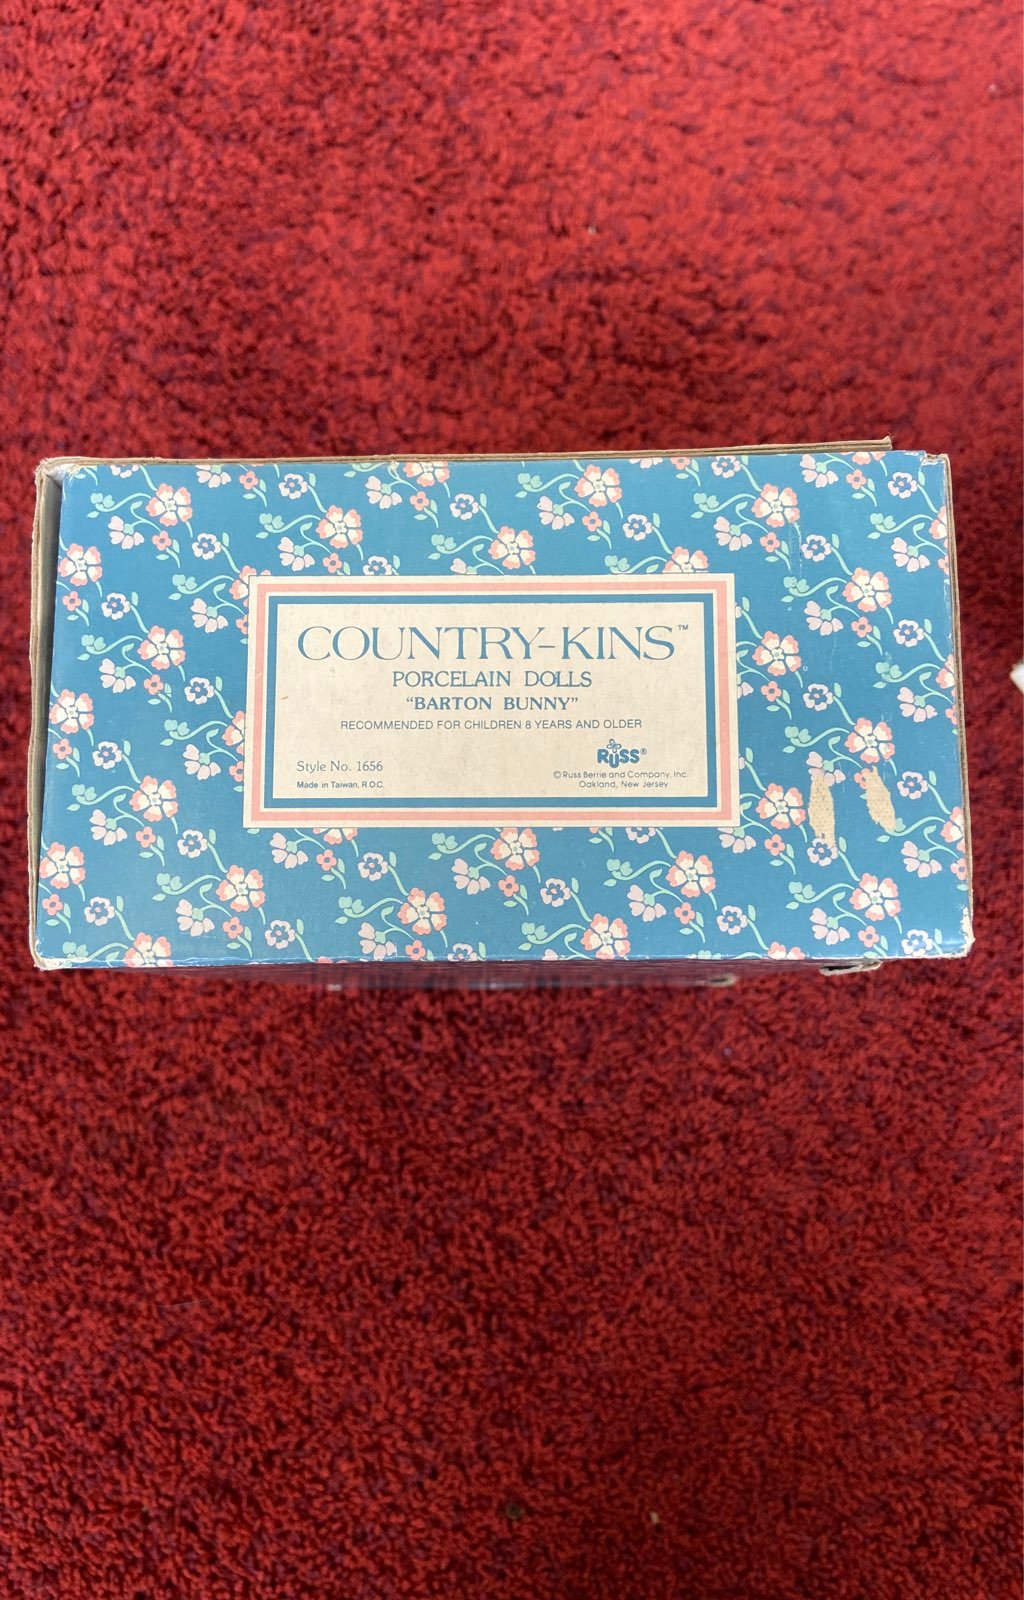 COUNTRY-KINS™
PORCELAIN DOLLS
“BARTON BUNNY”
RECOMMENDED FOR CHILDREN 8 YEARS AND OLDER
RUSS®
Style No. 1656
© Russ Berrie and Company, Inc.
Made in Taiwan, R.O.C.
Oakland, New Jersey